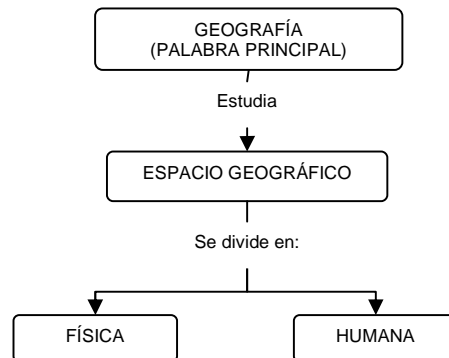 GEOGRAFÍA
(PALABRA PRINCIPAL)
Estudia
ESPACIO GEOGRÁFICO
Se divide en:
FÍSICA
HUMANA